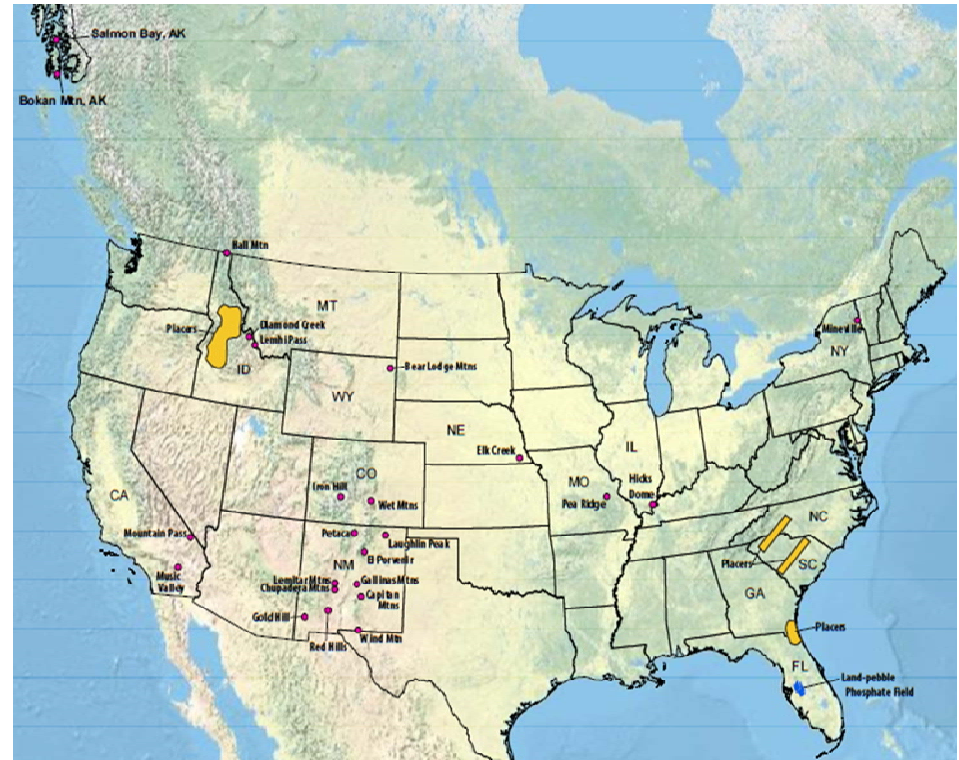 Salmon Bay, AK
Bokan Mtn, AK
Hall Mtn
MT
Placers
Diamond Creek
Lemhi Pass
ID
Bear Lodge Mtns
WY
Mineville
NY
NE
Elk Creek
IL
CO
MO
Hicks
Dome
Iron Hill
Wet Mtns
Pea Ridge
CA
NC
Mountain Pass
Petaca
Laughlin Peak
El Porvenir
Placers
SC
NM
Music
Valley
Lemitar Mtns
Chupadera Mtns
Gallinas Mtns
Capitan
Mtns
GA
Gold Hill
Red Hills
Wind Mtn
Placers
FL
Land-pebble
Phosphate Field